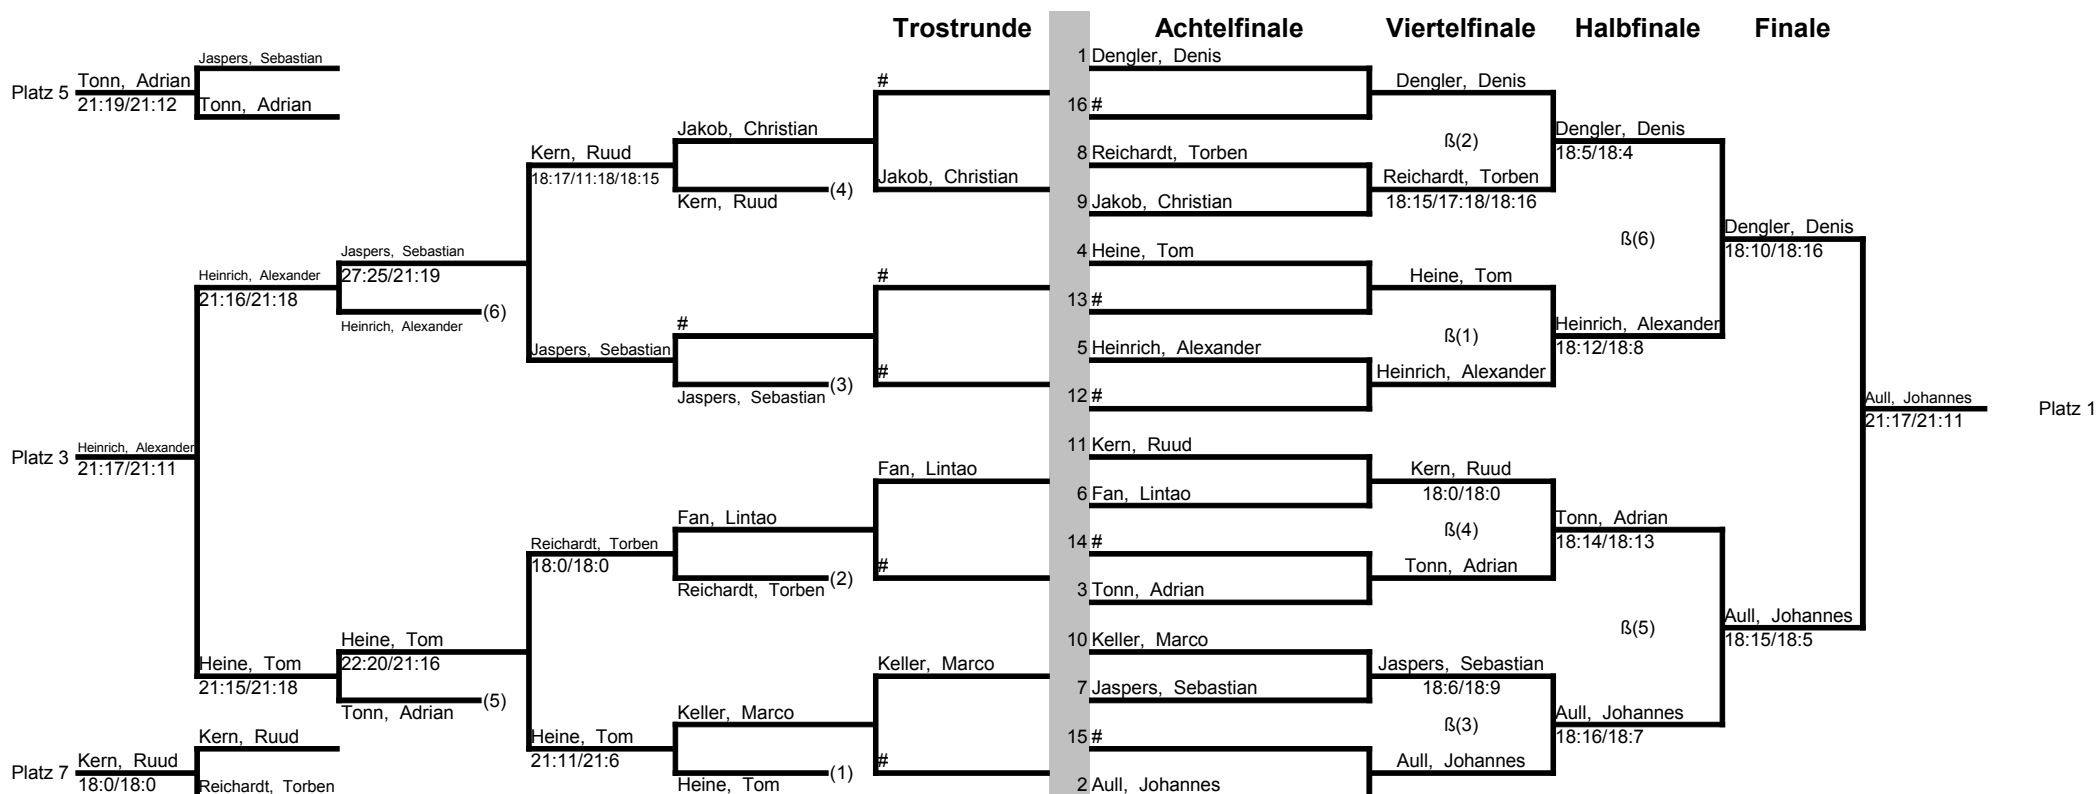 Trostrunde Achtelfinale Viertelfinale Halbfinale Finale
Jaspers, Sebastian
Platz 5 Tonn, Adrian
21:19/21:12 Tonn, Adrian
Platz 3 Heinrich, Alexander
21:17/21:11
Platz 7 Kern, Ruud
18:0/18:0
Kern, Ruud
Reichardt, Torben
Heinrich, Alexander
21:16/21:18
Heine, Tom
21:15/21:18
Jaspers, Sebastian
27:25/21:19
(6)
Heinrich, Alexander
Heine, Tom
22:20/21:16
(5)
Tonn, Adrian
Kern, Ruud
18:17/11:18/18:15
Jaspers, Sebastian
Reichardt, Torben
18:0/18:0
Heine, Tom
21:11/21:6
Jakob, Christian
(4)
Kern, Ruud
#
(3)
Jaspers, Sebastian
Fan, Lintao
(2)
Reichardt, Torben
Keller, Marco
(1)
Heine, Tom
#
Jakob, Christian
#
#
Fan, Lintao
#
Keller, Marco
#
1 Dengler, Denis
16 #
8 Reichardt, Torben
9 Jakob, Christian
4 Heine, Tom
13 #
5 Heinrich, Alexander
12 #
11 Kern, Ruud
6 Fan, Lintao
14 #
3 Tonn, Adrian
10 Keller, Marco
7 Jaspers, Sebastian
15 #
2 Aull, Johannes
Dengler, Denis
ß(2)
Reichardt, Torben
18:15/17:18/18:16
Heine, Tom
ß(1)
Heinrich, Alexander
Kern, Ruud
18:0/18:0
ß(4)
Tonn, Adrian
Jaspers, Sebastian
18:6/18:9
ß(3)
Aull, Johannes
Dengler, Denis
18:5/18:4
ß(6)
Heinrich, Alexander
18:12/18:8
Tonn, Adrian
18:14/18:13
ß(5)
Aull, Johannes
18:16/18:7
Dengler, Denis
18:10/18:16
Aull, Johannes
18:15/18:5
Aull, Johannes
21:17/21:11
Platz 1